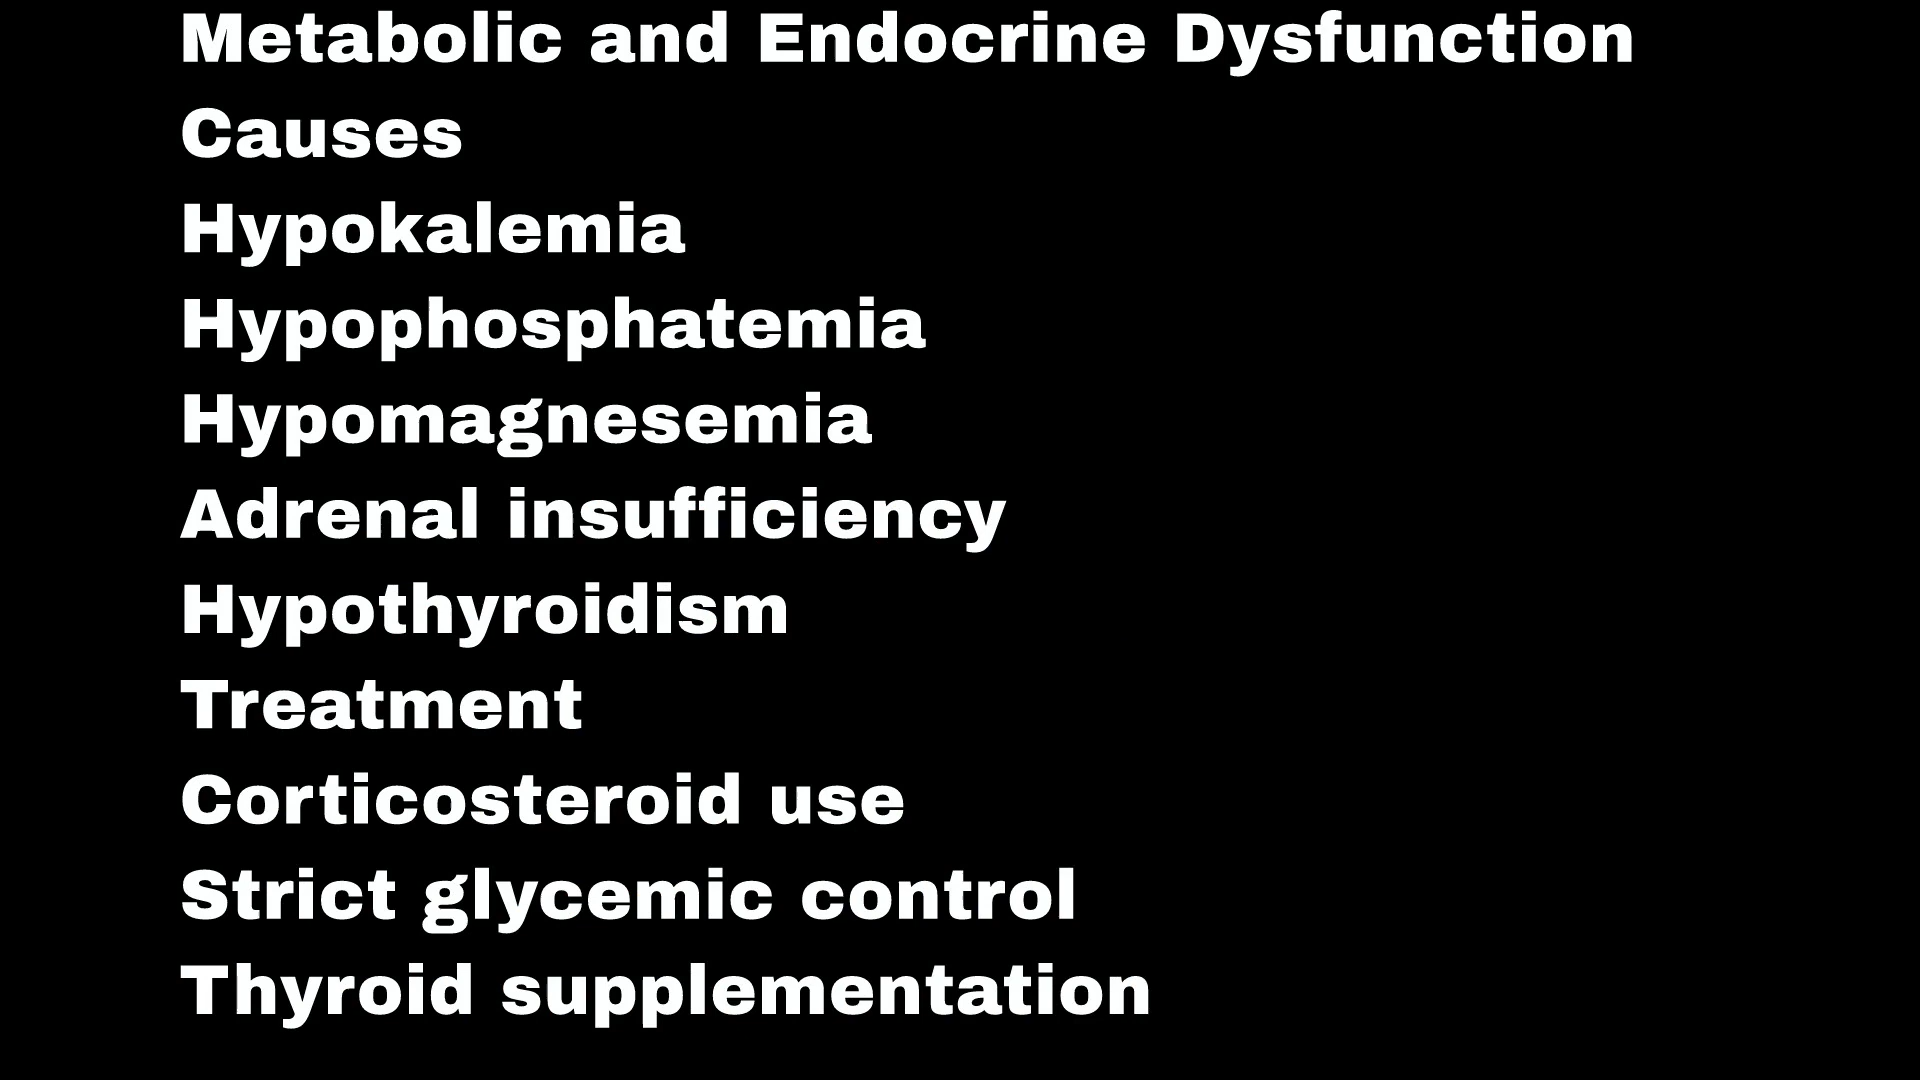 Metabolic and Endocrine Dysfunction
Causes
Hypokalemia
Hypophosphatemia
Hypomagnesemia
Adrenal insufficiency
Hypothyroidism
Treatment
Corticosteroid use
Strict glycemic control
Thyroid supplementation